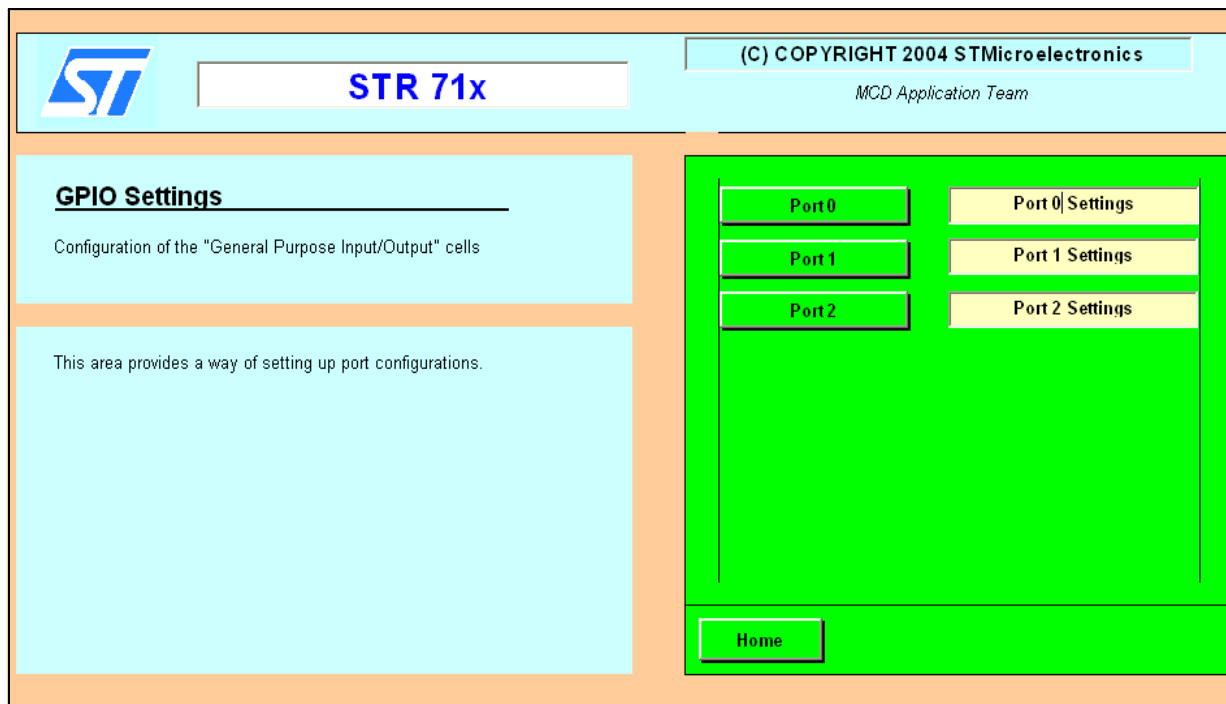 ST
STR 71x
(C) COPYRIGHT 2004 STMicroelectronics
MCD Application Team
GPIO Settings
Configuration of the "General Purpose Input/Output" cells
This area provides a way of setting up port configurations.
Port 0
Port 0 Settings
Port 1
Port 1 Settings
Port 2
Port 2 Settings
Home